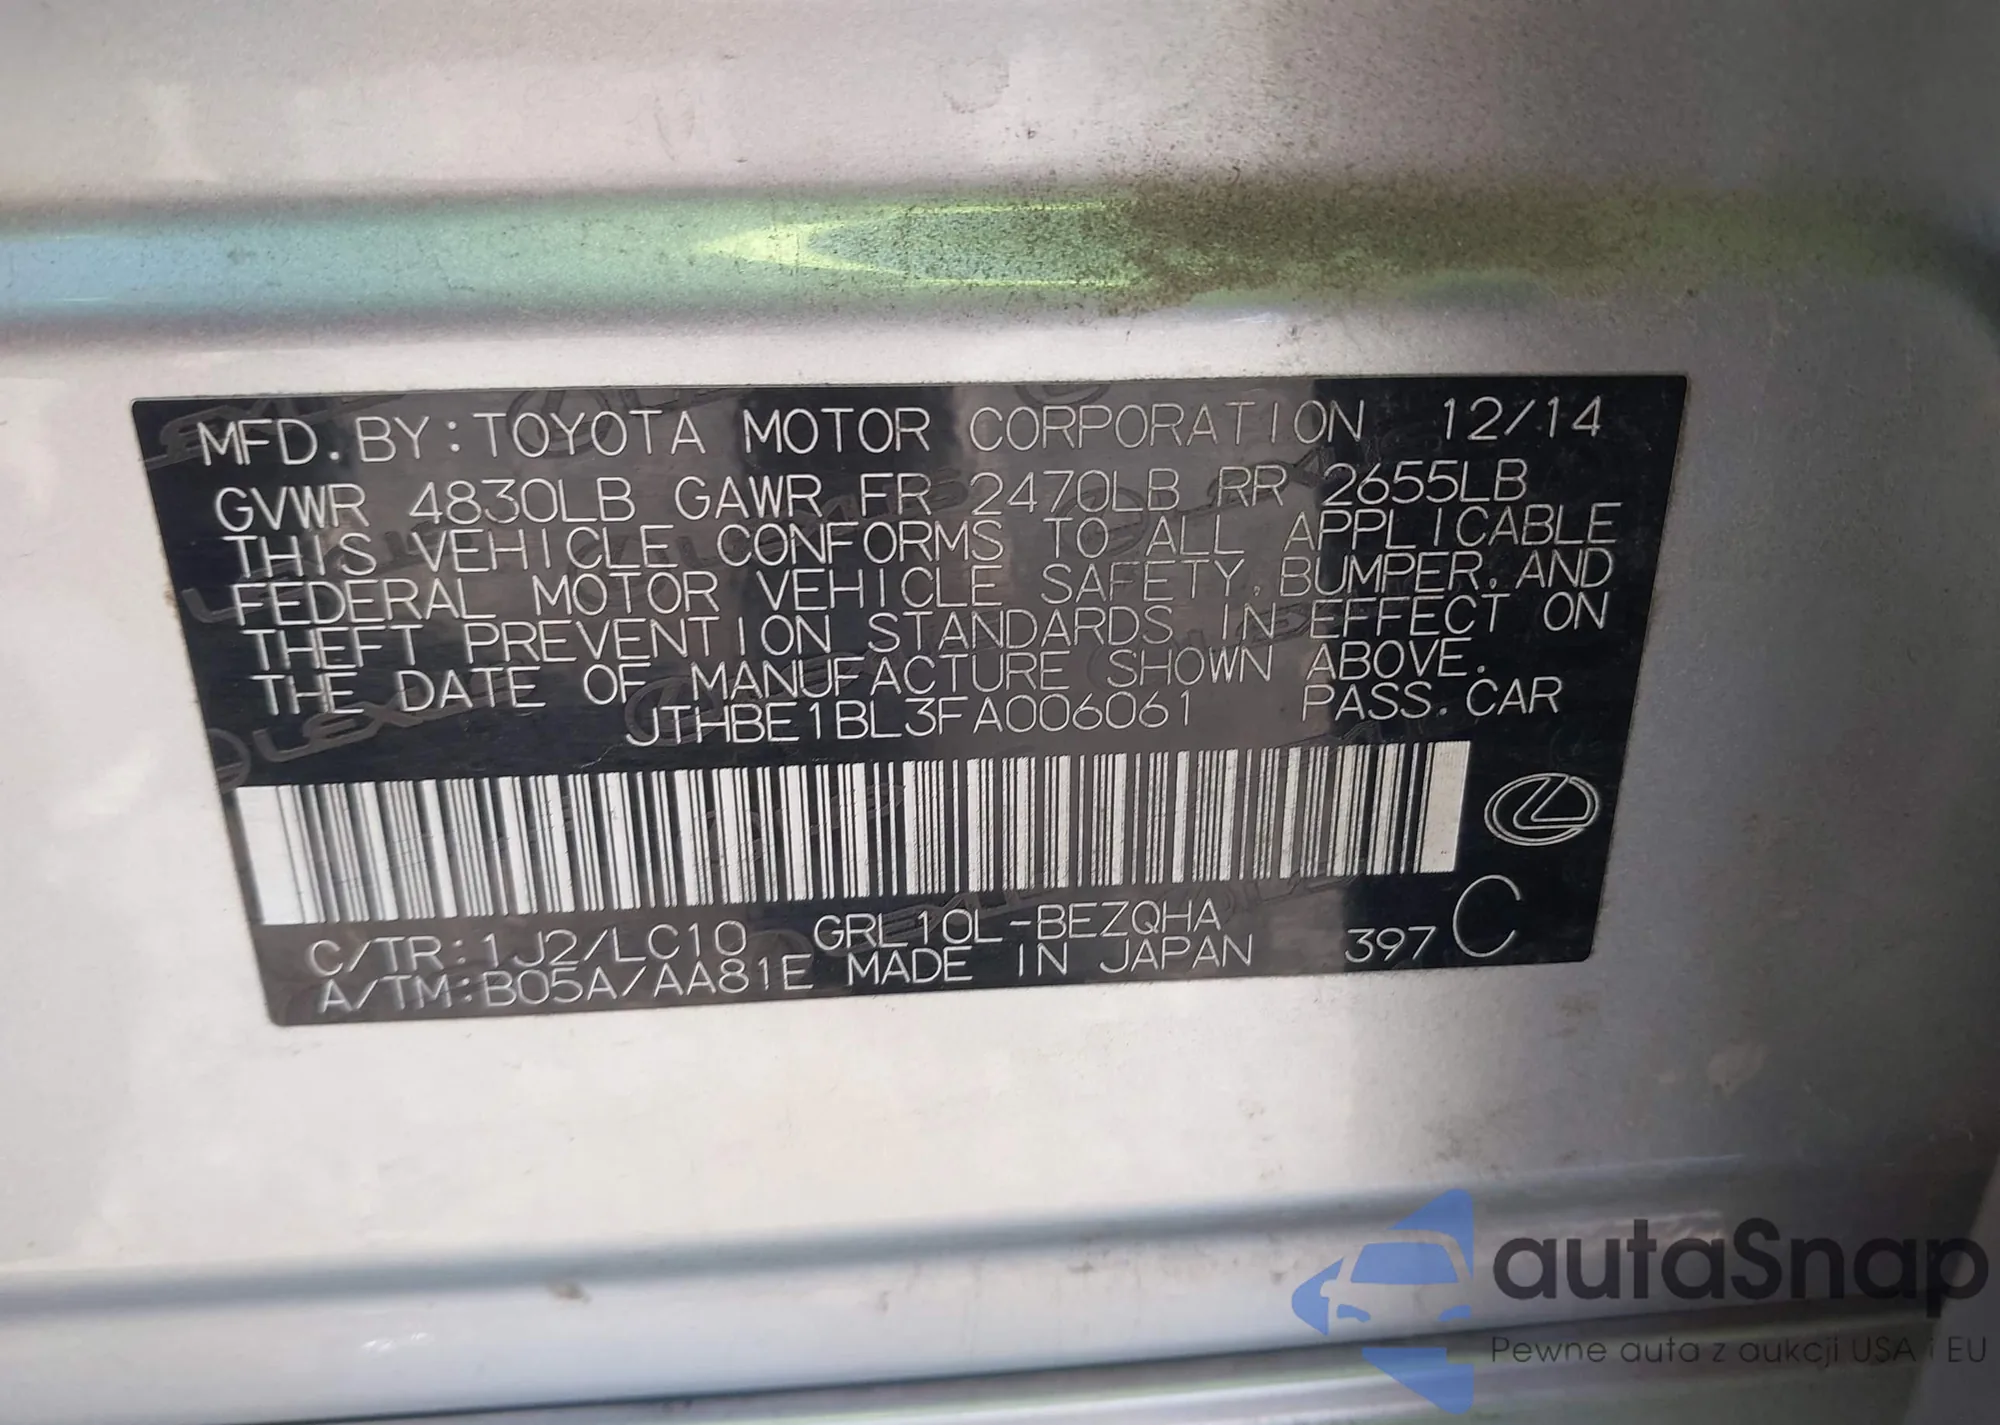 MFD. BY: TOYOTA MOTOR CORPORATION 12/14
GVWR 4830LB GAWR FR 2470LB RR 2655LB
THIS VEHICLE CONFORMS TO ALL APPLICABLE
FEDERAL MOTOR VEHICLE SAFETY, BUMPER, AND
THEFT PREVENTION STANDARDS IN EFFECT ON
THE DATE OF MANUFACTURE SHOWN ABOVE.
JTHBE1BL3FA006061 PASS. CAR
C/TR: 1J2/LC10 GRL10L-BEZQHA
A/TM: B05A/AA81E MADE IN JAPAN 397 C
autaSnap
Pewne auta z aukcji USA i EU